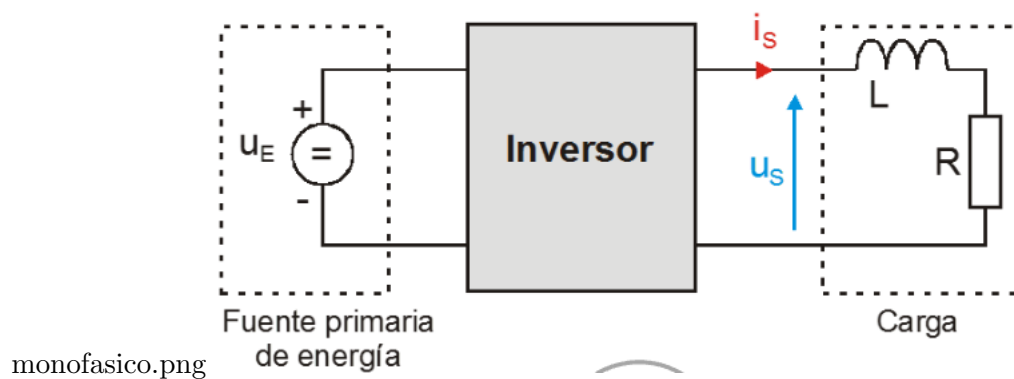 i_S
+
u_E
=
-
Inversor
u_S
L
R
Fuente primaria
de energía
Carga
monofasico.png